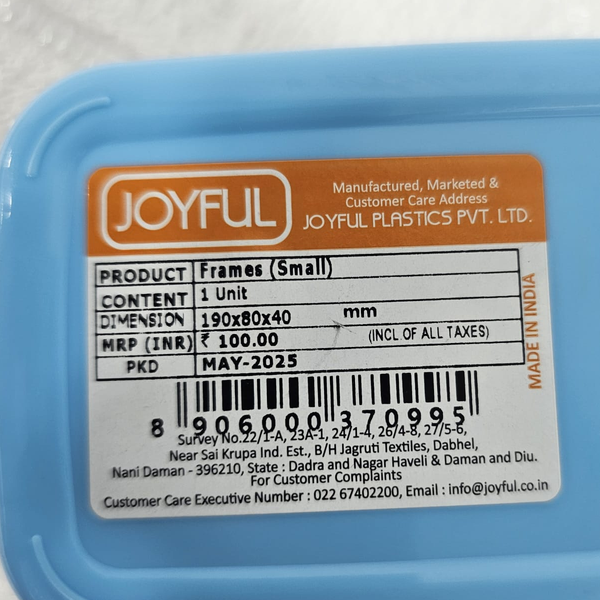 JOYFUL
Manufactured, Marketed &
Customer Care Address
JOYFUL PLASTICS PVT. LTD.
PRODUCT Frames (Small)
CONTENT 1 Unit
DIMENSION 190x80x40 mm
MRP (INR) ₹ 100.00 (INCL OF ALL TAXES)
PKD MAY-2025
MADE IN INDIA
8 906000 370995
Survey No.22/1-A, 23A-1, 24/1-4, 26/4-8, 27/5-6,
Near Sai Krupa Ind. Est., B/H Jagruti Textiles, Dabhel,
Nani Daman - 396210, State : Dadra and Nagar Haveli & Daman and Diu.
For Customer Complaints
Customer Care Executive Number : 022 67402200, Email : info@joyful.co.in